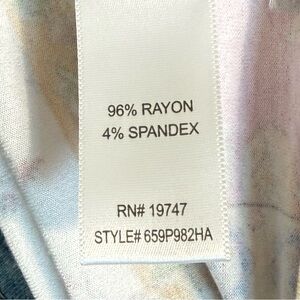 96% RAYON
4% SPANDEX
RN# 19747
STYLE# 659P982HA